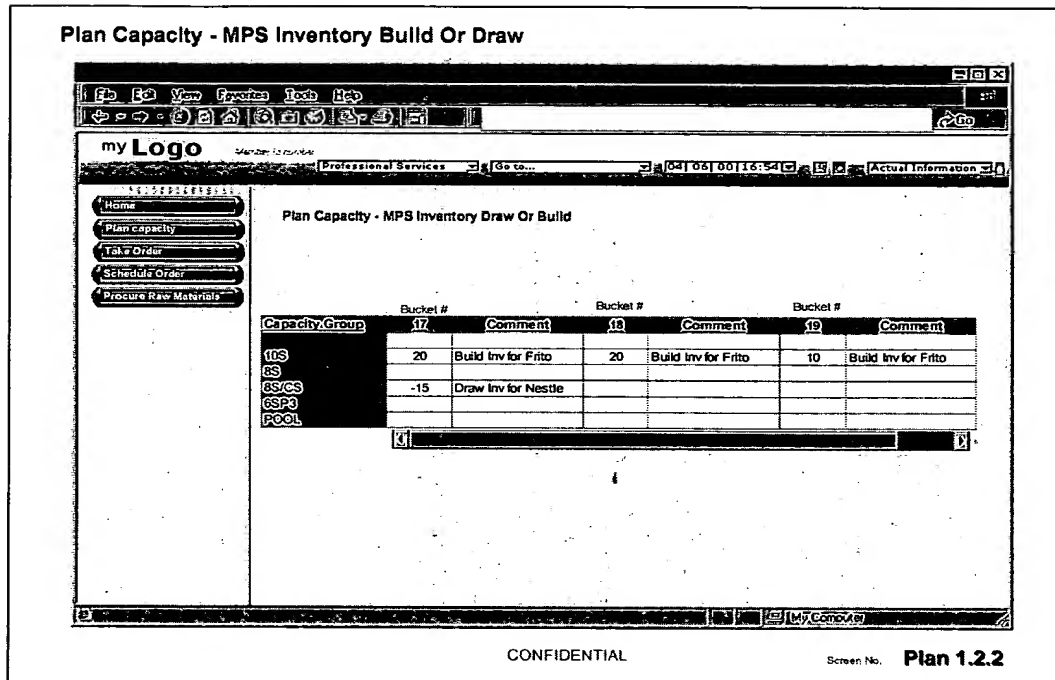 Plan Capacity - MPS Inventory Build Or Draw
File Edit View Favorites Tools Help
Go
my Logo
Professional Services Go to... 04| 06| 00|16:54| Actual Information
Home
Plan capacity
Take Order
Schedule Order
Procure Raw Materials
Plan Capacity - MPS Inventory Draw Or Build
Bucket # Bucket # Bucket #
Capacity.Group 17 Comment 18 Comment 19 Comment
10S 20 Build Inv for Frito 20 Build Inv for Frito 10 Build Inv for Frito
8S
8S/CS -15 Draw Inv for Nestle
6SP3
POOL
My Computer
CONFIDENTIAL
Screen No. Plan 1.2.2